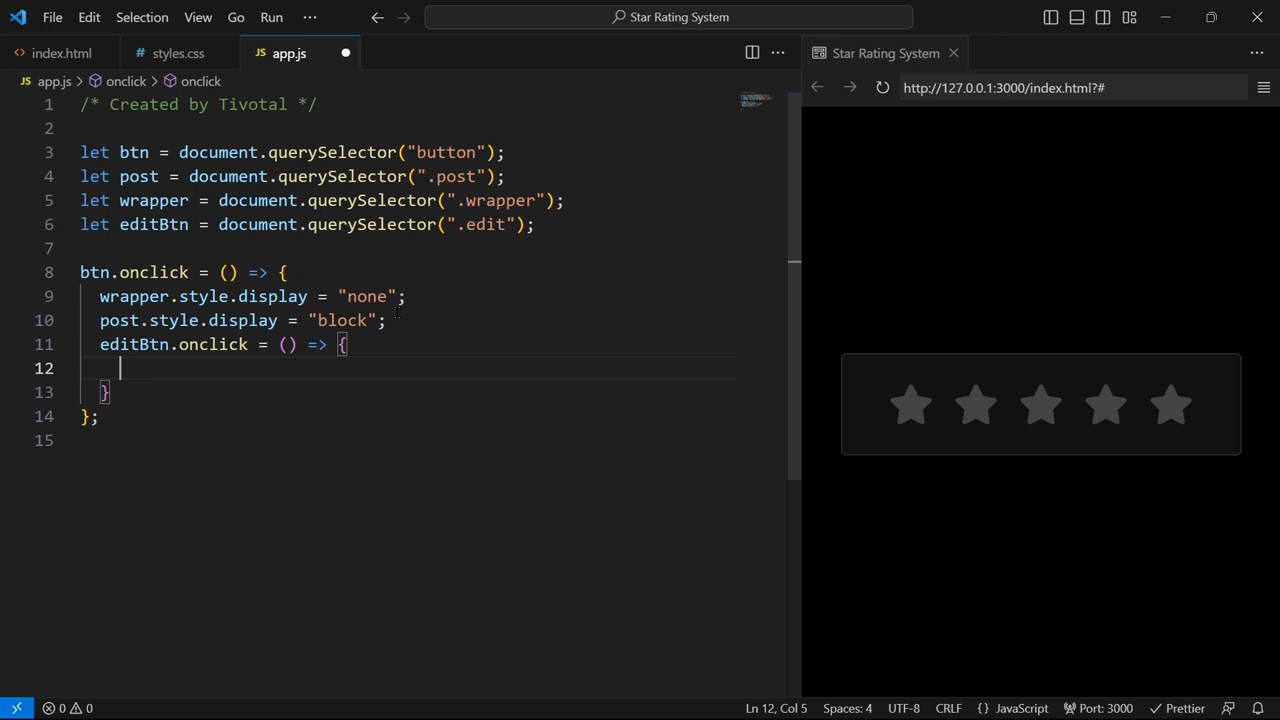 File Edit Selection View Go Run ··· Star Rating System
<> index.html # styles.css JS app.js ● ··· Star Rating System ···
JS app.js > onclick > onclick http://127.0.0.1:3000/index.html?#
1 /* Created by Tivotal */
2
3 let btn = document.querySelector("button");
4 let post = document.querySelector(".post");
5 let wrapper = document.querySelector(".wrapper");
6 let editBtn = document.querySelector(".edit");
7
8 btn.onclick = () => {
9 wrapper.style.display = "none";
10 post.style.display = "block";
11 editBtn.onclick = () => {
12
13 }
14 };
15
0 0 Ln 12, Col 5 Spaces: 4 UTF-8 CRLF {} JavaScript Port: 3000 Prettier